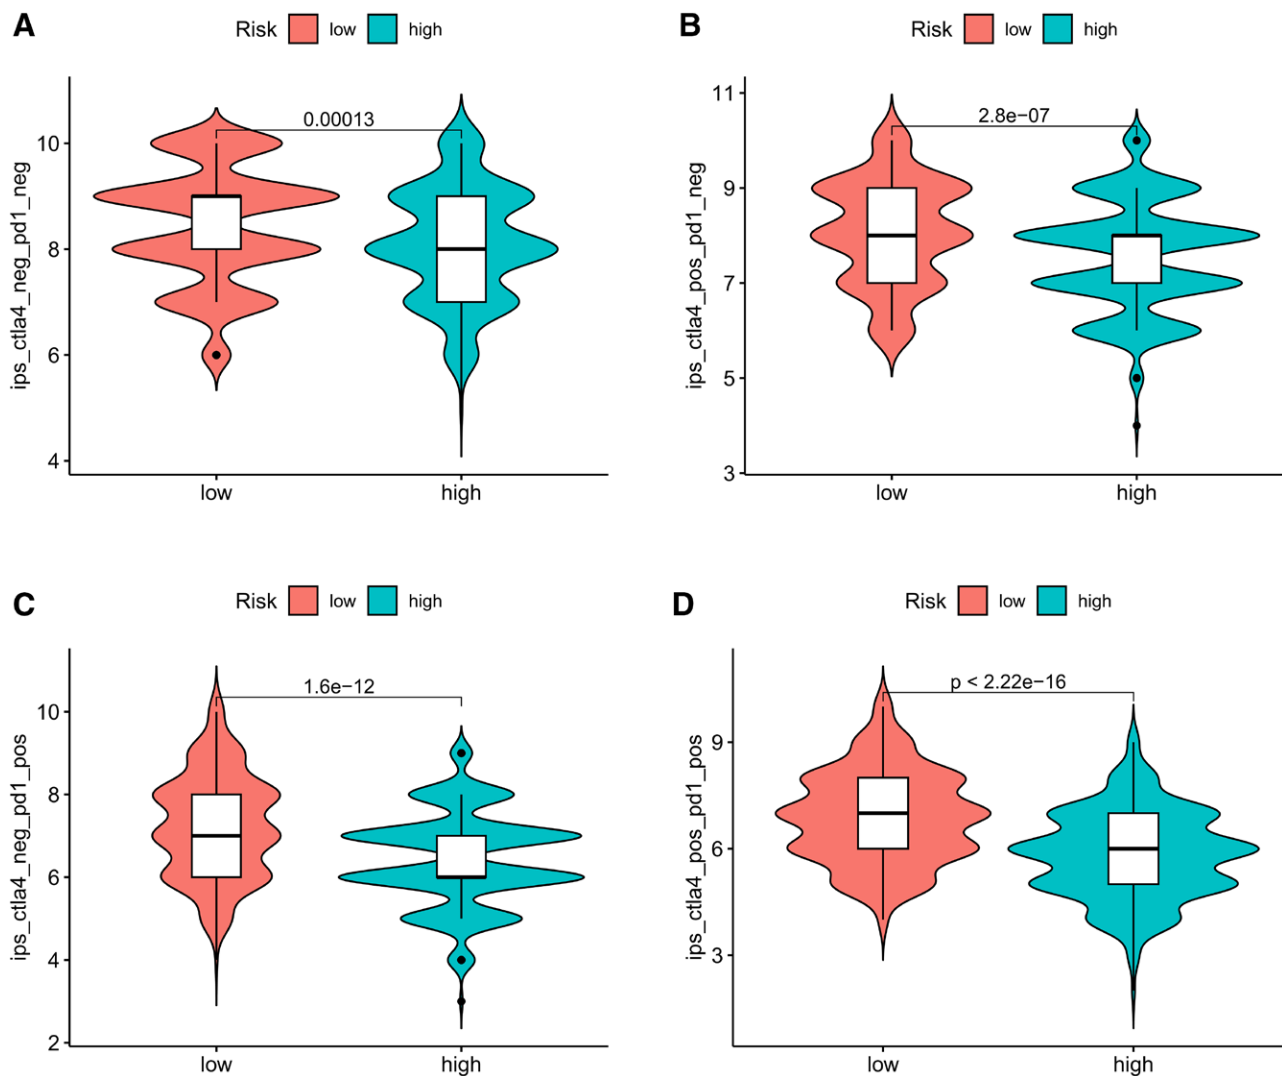 A
Risk low high
ips_ctla4_neg_pd1_neg
10
8
6
4
0.00013
low high
B
Risk low high
ips_ctla4_pos_pd1_neg
11
9
7
5
3
2.8e−07
low high
C
Risk low high
ips_ctla4_neg_pd1_pos
10
8
6
4
2
1.6e−12
low high
D
Risk low high
ips_ctla4_pos_pd1_pos
9
6
3
p < 2.22e−16
low high